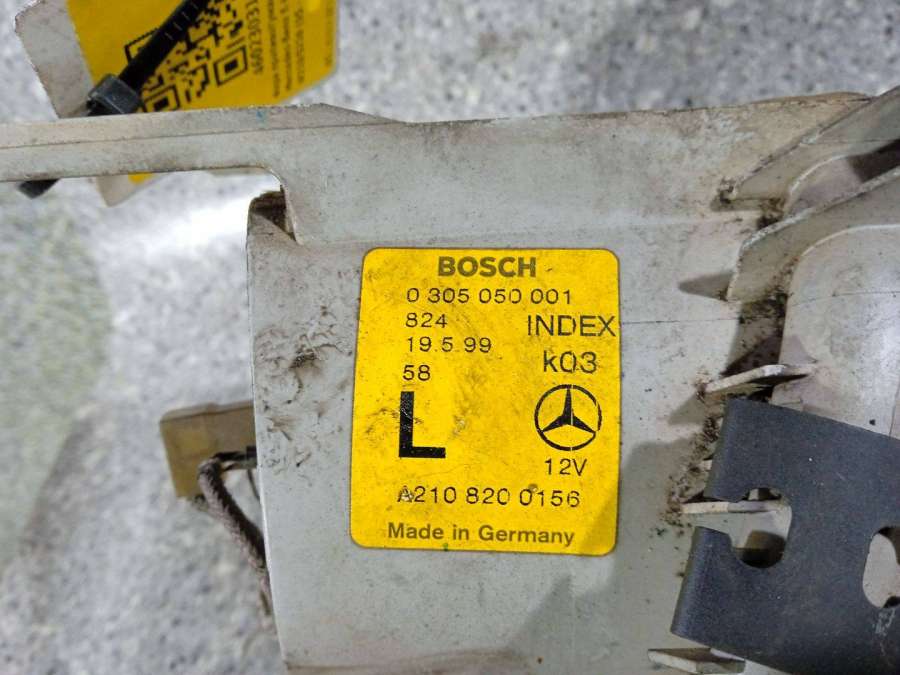 BOSCH
0 305 050 001
824 INDEX
19.5.99
k03
58
L
12V
A210 820 0156
Made in Germany